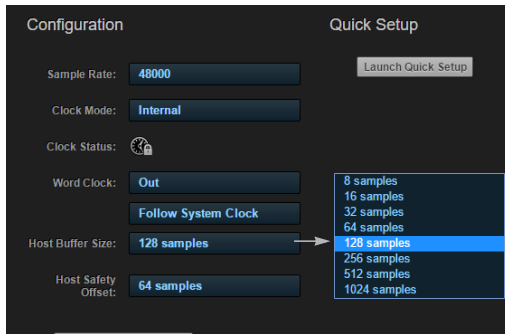 Configuration
Quick Setup
Sample Rate: 48000
Launch Quick Setup
Clock Mode: Internal
Clock Status:
Word Clock: Out
Follow System Clock
Host Buffer Size: 128 samples
8 samples
16 samples
32 samples
64 samples
128 samples
256 samples
512 samples
1024 samples
Host Safety
Offset: 64 samples